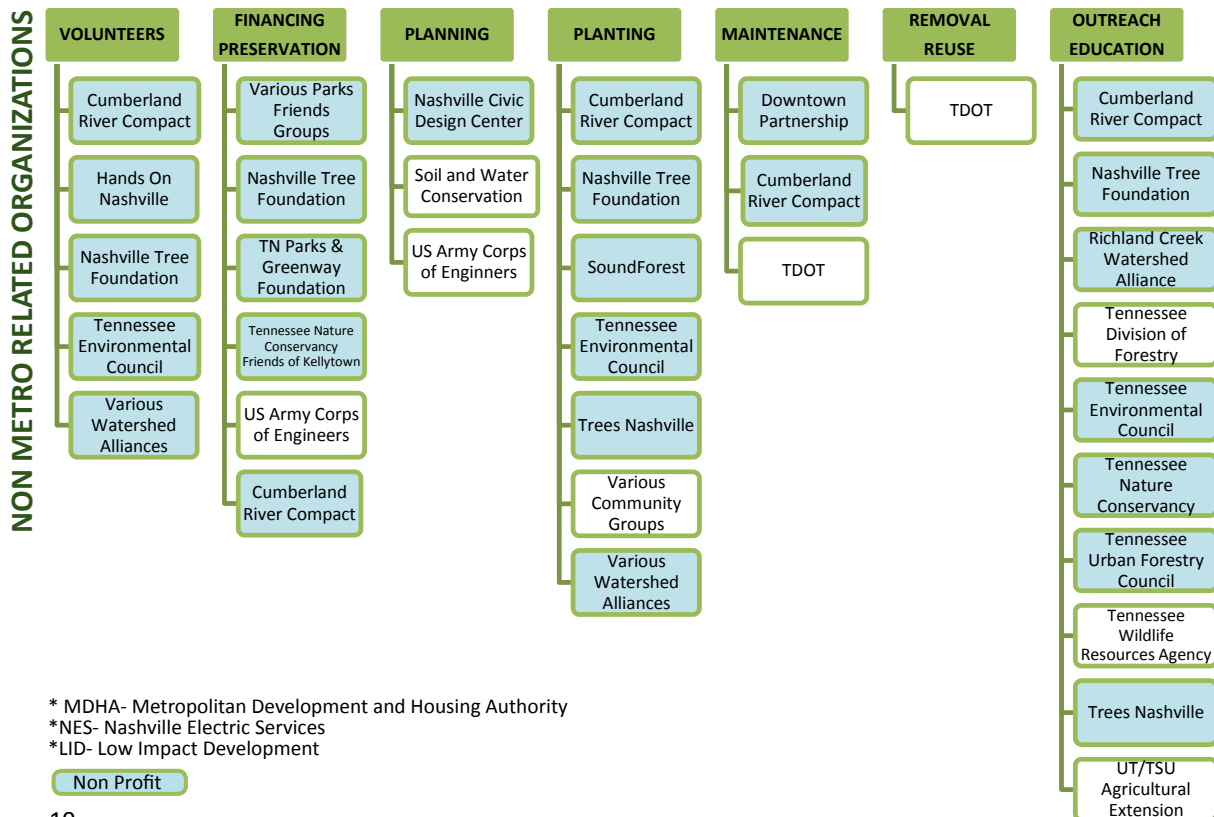 NON METRO RELATED ORGANIZATIONS
VOLUNTEERS
Cumberland
River Compact
Hands On
Nashville
Nashville Tree
Foundation
Tennessee
Environmental
Council
Various
Watershed
Alliances
FINANCING
PRESERVATION
Various Parks
Friends
Groups
Nashville Tree
Foundation
TN Parks &
Greenway
Foundation
Tennessee Nature
Conservancy
Friends of Kellytown
US Army Corps
of Engineers
Cumberland
River Compact
PLANNING
Nashville Civic
Design Center
Soil and Water
Conservation
US Army Corps
of Enginners
PLANTING
Cumberland
River Compact
Nashville Tree
Foundation
SoundForest
Tennessee
Environmental
Council
Trees Nashville
Various
Community
Groups
Various
Watershed
Alliances
MAINTENANCE
Downtown
Partnership
Cumberland
River Compact
TDOT
REMOVAL
REUSE
TDOT
OUTREACH
EDUCATION
Cumberland
River Compact
Nashville Tree
Foundation
Richland Creek
Watershed
Alliance
Tennessee
Division of
Forestry
Tennessee
Environmental
Council
Tennessee
Nature
Conservancy
Tennessee
Urban Forestry
Council
Tennessee
Wildlife
Resources Agency
Trees Nashville
UT/TSU
Agricultural
Extension
* MDHA- Metropolitan Development and Housing Authority
*NES- Nashville Electric Services
*LID- Low Impact Development
Non Profit